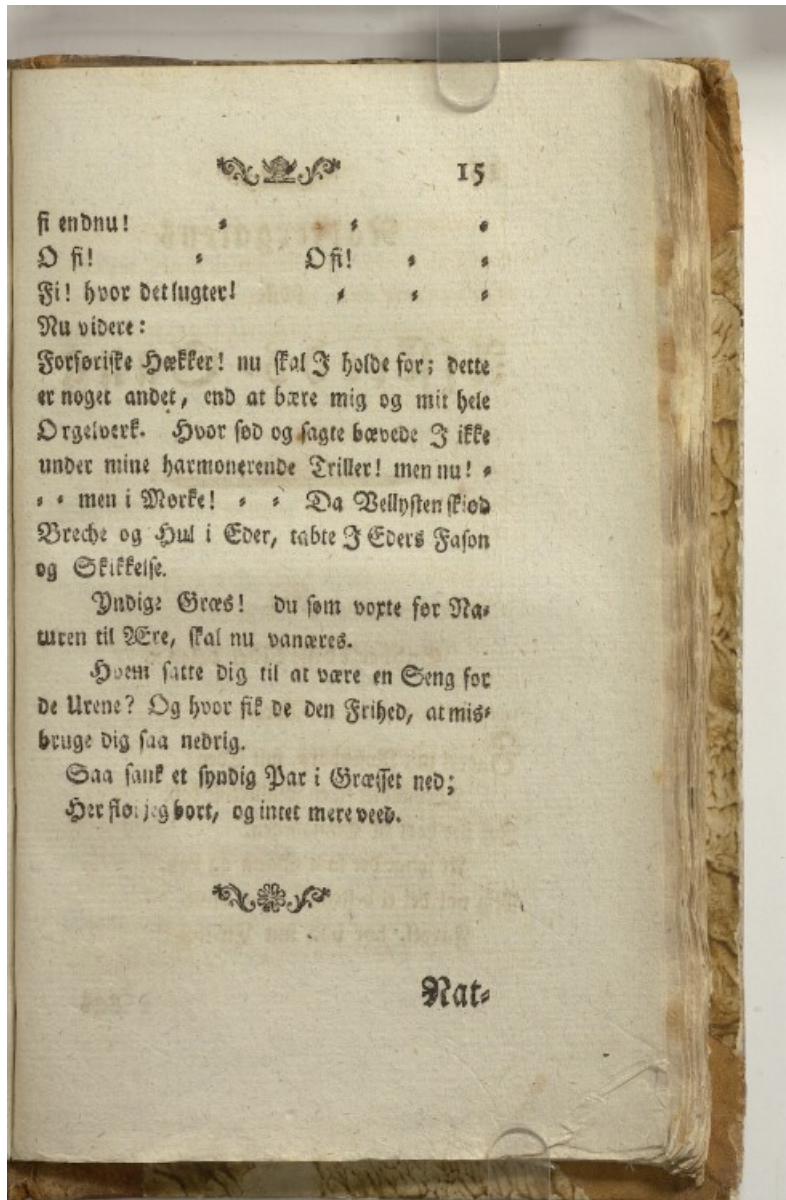 15
fi endnu! ⸗ ⸗ ⸗
O fi! ⸗ O fi! ⸗ ⸗
Fi! hvor det lugter! ⸗ ⸗ ⸗
Nu videre:
Forføriske Hækker! nu skal I holde for; dette
er noget andet, end at bære mig og mit hele
Orgelverk. Hvor sød og sagte bævede I ikke
under mine harmonerende Triller! men nu! ⸗
⸗ ⸗ men i Mørke! ⸗ ⸗ Da Vellysten skiød
Breche og Hul i Eder, tabte I Eders Fason
og Skikkelse.
Yndige Græs! du som voxte før Na⸗
turen til Ære, skal nu vanæres.
Hvem satte dig til at være en Seng for
de Urene? Og hvor fik de den Frihed, at mis⸗
bruge dig saa nedrig.
Saa sank et syndig Par i Græsset ned;
Her fløi jeg bort, og intet mere veed.
Nat⸗